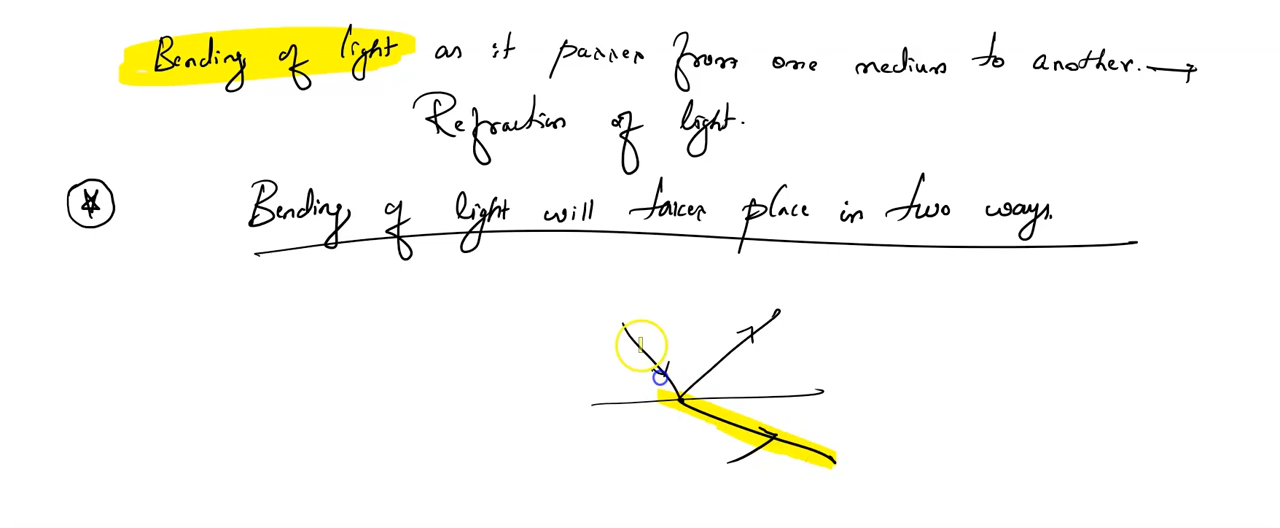 Bending of light as it passes from one medium to another. →
Refraction of light.
Bending of light will takes place in two ways.